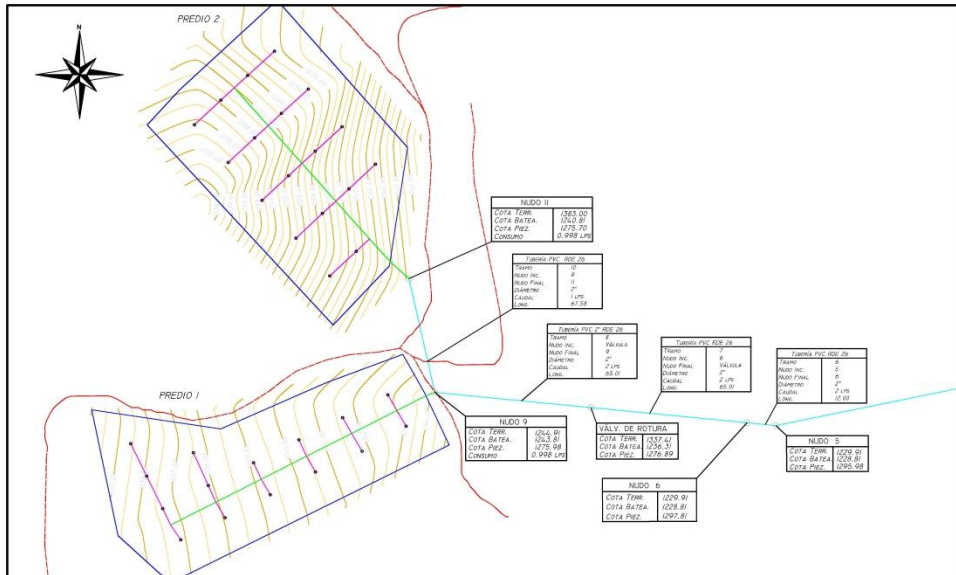 PREDIO 2
N
NUDO 11
COTA TERR. 1383.00
COTA BATEA. 1240.81
COTA PIEZ. 1275.70
CONSUMO 0.998 LPS
TUBERÍA PVC RDE 26
TRAMO 10
NUDO INC. 9
NUDO FINAL 11
DIÁMETRO 2"
CAUDAL 1 LPS
LONG. 67.58
TUBERÍA PVC 2" RDE 26
TRAMO 8
NUDO INC. VÁLVULA
NUDO FINAL 9
DIÁMETRO 2"
CAUDAL 2 LPS
LONG. 65.01
TUBERÍA PVC RDE 26
TRAMO 7
NUDO INC. 6
NUDO FINAL VÁLVULA
DIÁMETRO 2"
CAUDAL 2 LPS
LONG. 65.01
TUBERÍA PVC RDE 26
TRAMO 6
NUDO INC. 5
NUDO FINAL 6
DIÁMETRO 2"
CAUDAL 2 LPS
LONG. 12.00
PREDIO 1
NUDO 9
COTA TERR. 1244.91
COTA BATEA. 1243.81
COTA PIEZ. 1275.98
CONSUMO 0.998 LPS
VÁLV. DE ROTURA
COTA TERR. 1337.41
COTA BATEA. 1236.31
COTA PIEZ. 1276.89
NUDO 5
COTA TERR. 1229.91
COTA BATEA 1228.81
COTA PIEZ. 1295.98
NUDO 6
COTA TERR. 1229.91
COTA BATEA. 1228.81
COTA PIEZ. 1297.81